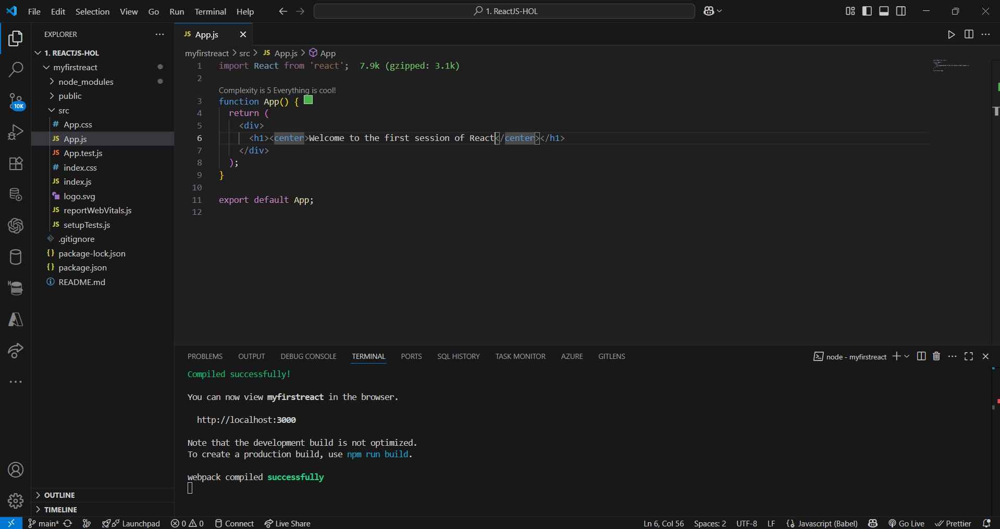 File Edit Selection View Go Run Terminal Help
1. ReactJS-HOL
EXPLORER
1. REACTJS-HOL
myfirstreact
node_modules
public
src
# App.css
JS App.js
JS App.test.js
# index.css
JS index.js
logo.svg
JS reportWebVitals.js
JS setupTests.js
.gitignore
{} package-lock.json
{} package.json
README.md
OUTLINE
TIMELINE
10K
JS App.js
myfirstreact > src > JS App.js > App
1 import React from 'react'; 7.9k (gzipped: 3.1k)
2
Complexity is 5 Everything is cool!
3 function App() {
4 return (
5 <div>
6 <h1><center>Welcome to the first session of React</center></h1>
7 </div>
8 );
9 }
10
11 export default App;
12
PROBLEMS OUTPUT DEBUG CONSOLE TERMINAL PORTS SQL HISTORY TASK MONITOR AZURE GITLENS
node - myfirstreact
Compiled successfully!
You can now view myfirstreact in the browser.
http://localhost:3000
Note that the development build is not optimized.
To create a production build, use npm run build.
webpack compiled successfully
main* Launchpad 0 0 Connect Live Share
Ln 6, Col 56 Spaces: 2 UTF-8 LF {} Javascript (Babel) Go Live Prettier